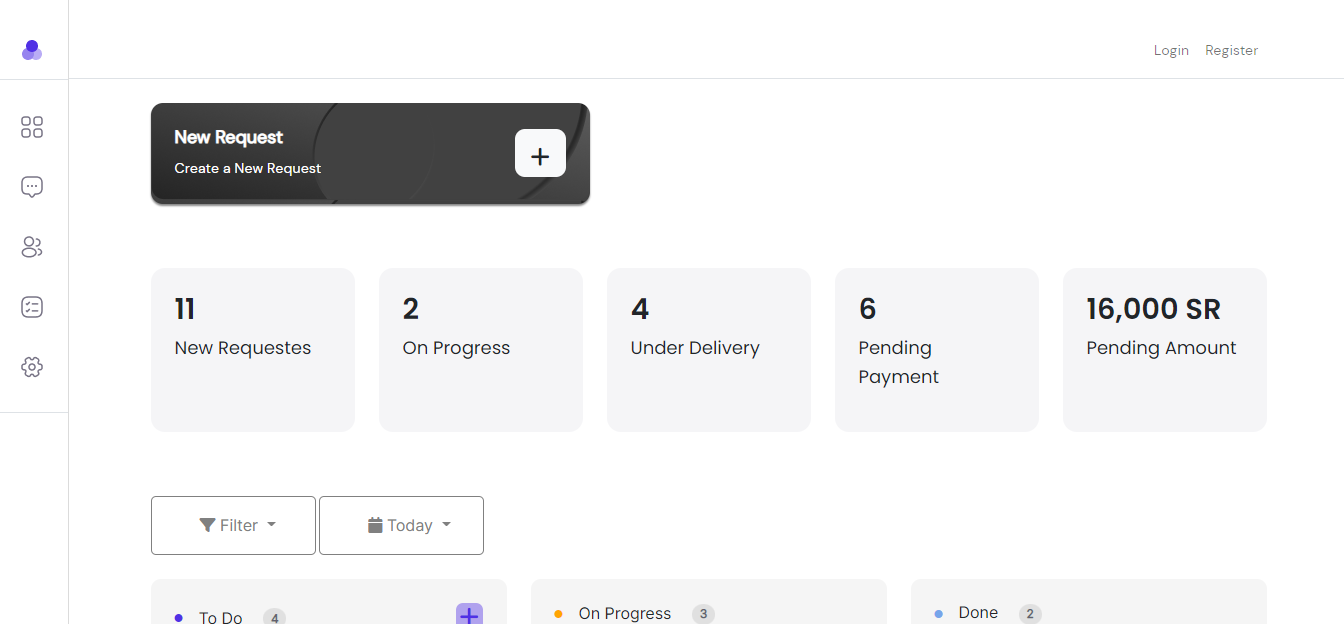 Login Register
New Request
Create a New Request
11
New Requestes
2
On Progress
4
Under Delivery
6
Pending
Payment
16,000 SR
Pending Amount
Filter
Today
To Do 4
On Progress 3
Done 2